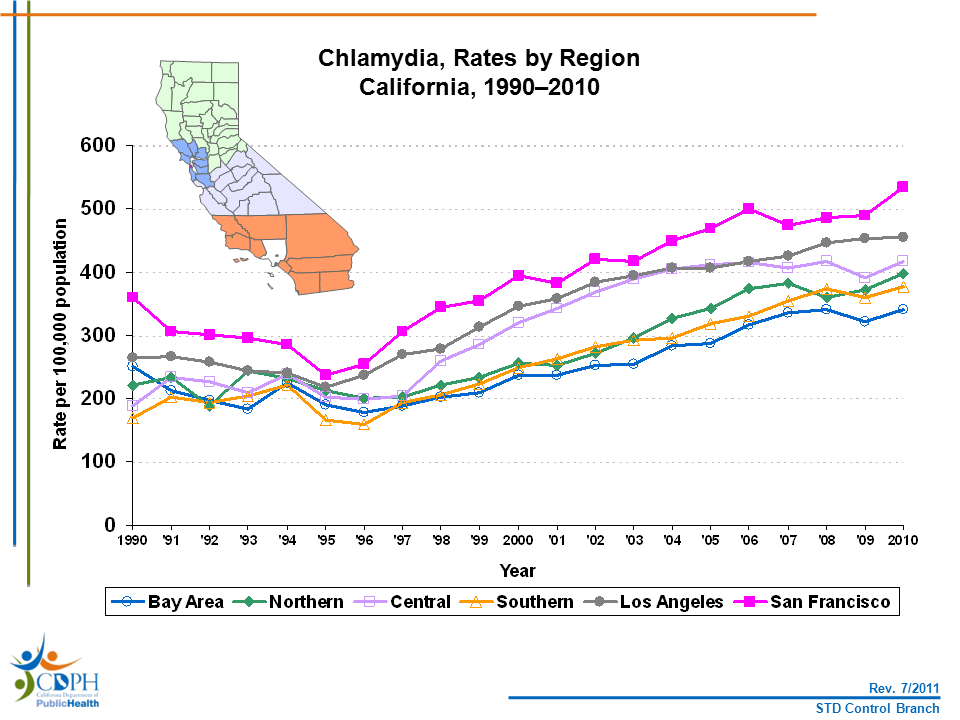 Chlamydia, Rates by Region
California, 1990–2010
Rate per 100,000 population
600
500
400
300
200
100
0
1990 '91 '92 '93 '94 '95 '96 '97 '98 '99 2000 '01 '02 '03 '04 '05 '06 '07 '08 '09 2010
Year
Bay Area Northern Central Southern Los Angeles San Francisco
CDPH
California Department of
PublicHealth
Rev. 7/2011
STD Control Branch